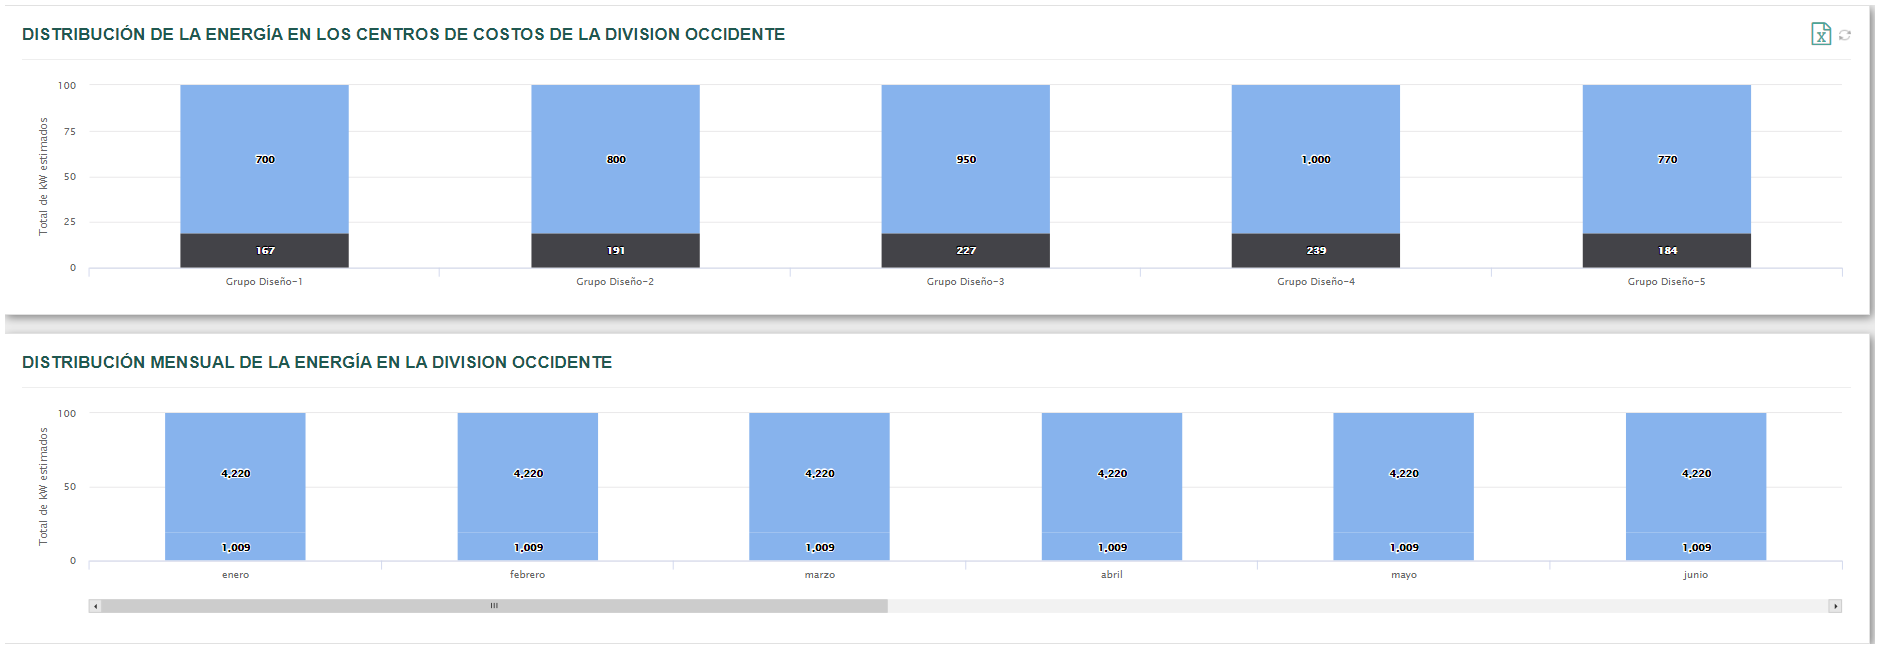 DISTRIBUCIÓN DE LA ENERGÍA EN LOS CENTROS DE COSTOS DE LA DIVISION OCCIDENTE
Total de kW estimados
100
75
50
25
0
700
800
950
1,000
770
167
191
227
239
184
Grupo Diseño-1
Grupo Diseño-2
Grupo Diseño-3
Grupo Diseño-4
Grupo Diseño-5
DISTRIBUCIÓN MENSUAL DE LA ENERGÍA EN LA DIVISION OCCIDENTE
Total de kW estimados
100
50
0
4,220
4,220
4,220
4,220
4,220
4,220
1,009
1,009
1,009
1,009
1,009
1,009
enero
febrero
marzo
abril
mayo
junio